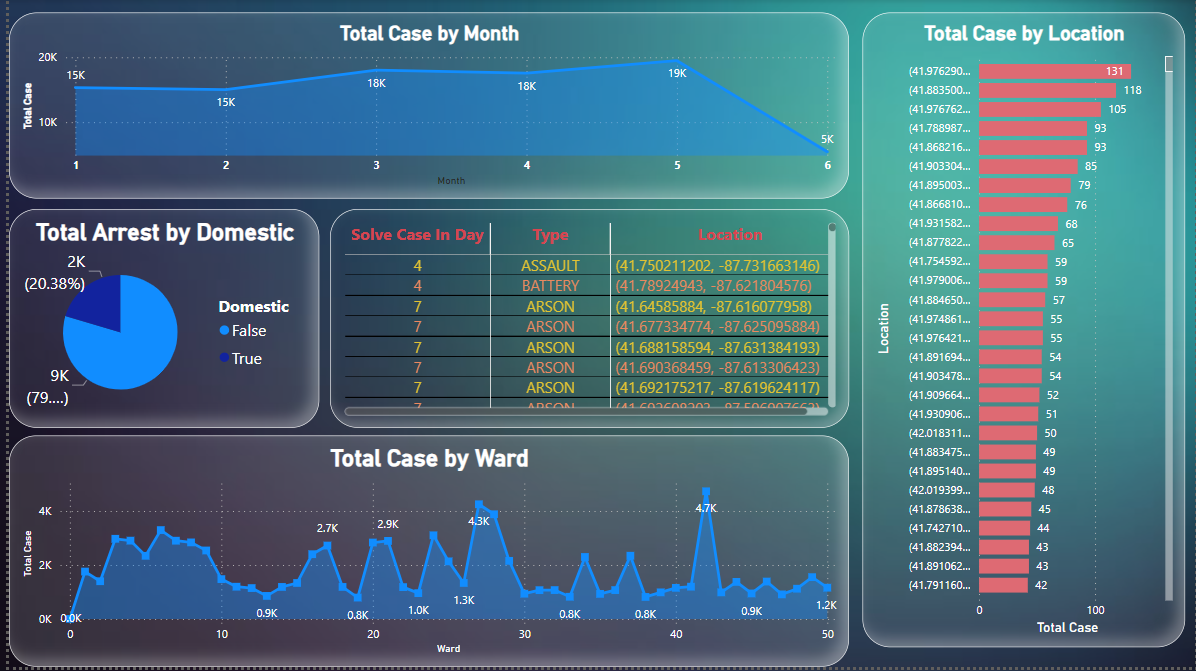 Total Case by Month
20K
10K
Total Case
15K
15K
18K
18K
19K
5K
1 2 3 4 5 6
Month
Total Arrest by Domestic
2K
(20.38%)
9K
(79....)
Domestic
False
True
Solve Case In Day Type Location
4 ASSAULT (41.750211202, -87.731663146)
4 BATTERY (41.78924943, -87.621804576)
7 ARSON (41.64585884, -87.616077958)
7 ARSON (41.677334774, -87.625095884)
7 ARSON (41.688158594, -87.631384193)
7 ARSON (41.690368459, -87.613306423)
7 ARSON (41.692175217, -87.619624117)
7 ARSON
Total Case by Ward
4K
2K
0K
Total Case
0.0K
0.9K
2.7K
0.8K
2.9K
1.0K
1.3K
4.3K
0.8K
0.8K
4.7K
0.9K
1.2K
0 10 20 30 40 50
Ward
Total Case by Location
Location
(41.976290... 131
(41.883500... 118
(41.976762... 105
(41.788987... 93
(41.868216... 93
(41.903304... 85
(41.895003... 79
(41.866810... 76
(41.931582... 68
(41.877822... 65
(41.754592... 59
(41.979006... 59
(41.884650... 57
(41.974861... 55
(41.976421... 55
(41.891694... 54
(41.903478... 54
(41.909664... 52
(41.930906... 51
(42.018311... 50
(41.883475... 49
(41.895140... 49
(42.019399... 48
(41.878638... 45
(41.742710... 44
(41.882394... 43
(41.891062... 43
(41.791160... 42
0 100
Total Case